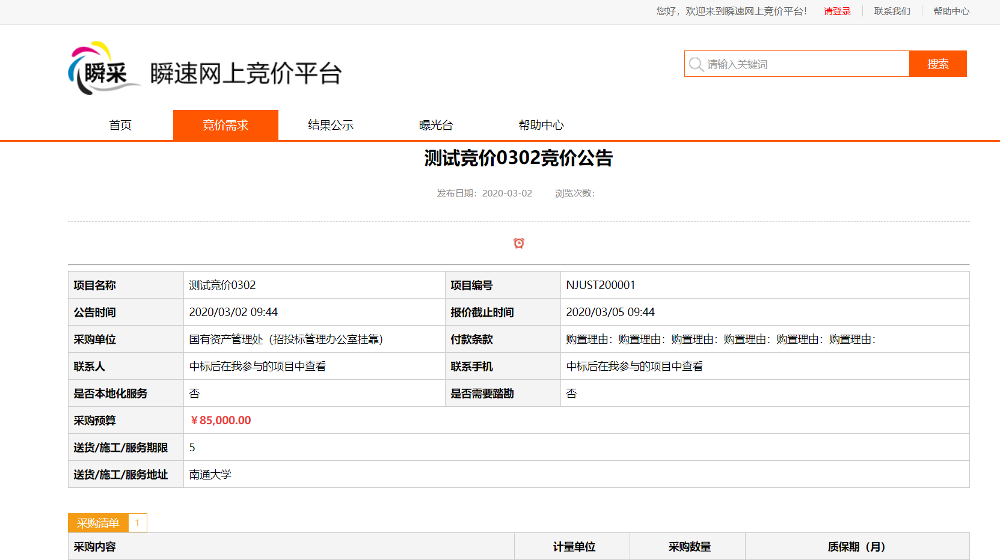 您好，欢迎来到瞬速网上竞价平台！ 请登录 联系我们 帮助中心
瞬采 瞬速网上竞价平台
请输入关键词 搜索
首页 竞价需求 结果公示 曝光台 帮助中心
测试竞价0302竞价公告
发布日期：2020-03-02 浏览次数：
项目名称 测试竞价0302 项目编号 NJUST200001
公告时间 2020/03/02 09:44 报价截止时间 2020/03/05 09:44
采购单位 国有资产管理处（招投标管理办公室挂靠） 付款条款 购置理由：购置理由：购置理由：购置理由：购置理由：购置理由：
联系人 中标后在我参与的项目中查看 联系手机 中标后在我参与的项目中查看
是否本地化服务 否 是否需要踏勘 否
采购预算 ￥85,000.00
送货/施工/服务期限 5
送货/施工/服务地址 南通大学
采购清单 1
采购内容 计量单位 采购数量 质保期（月）